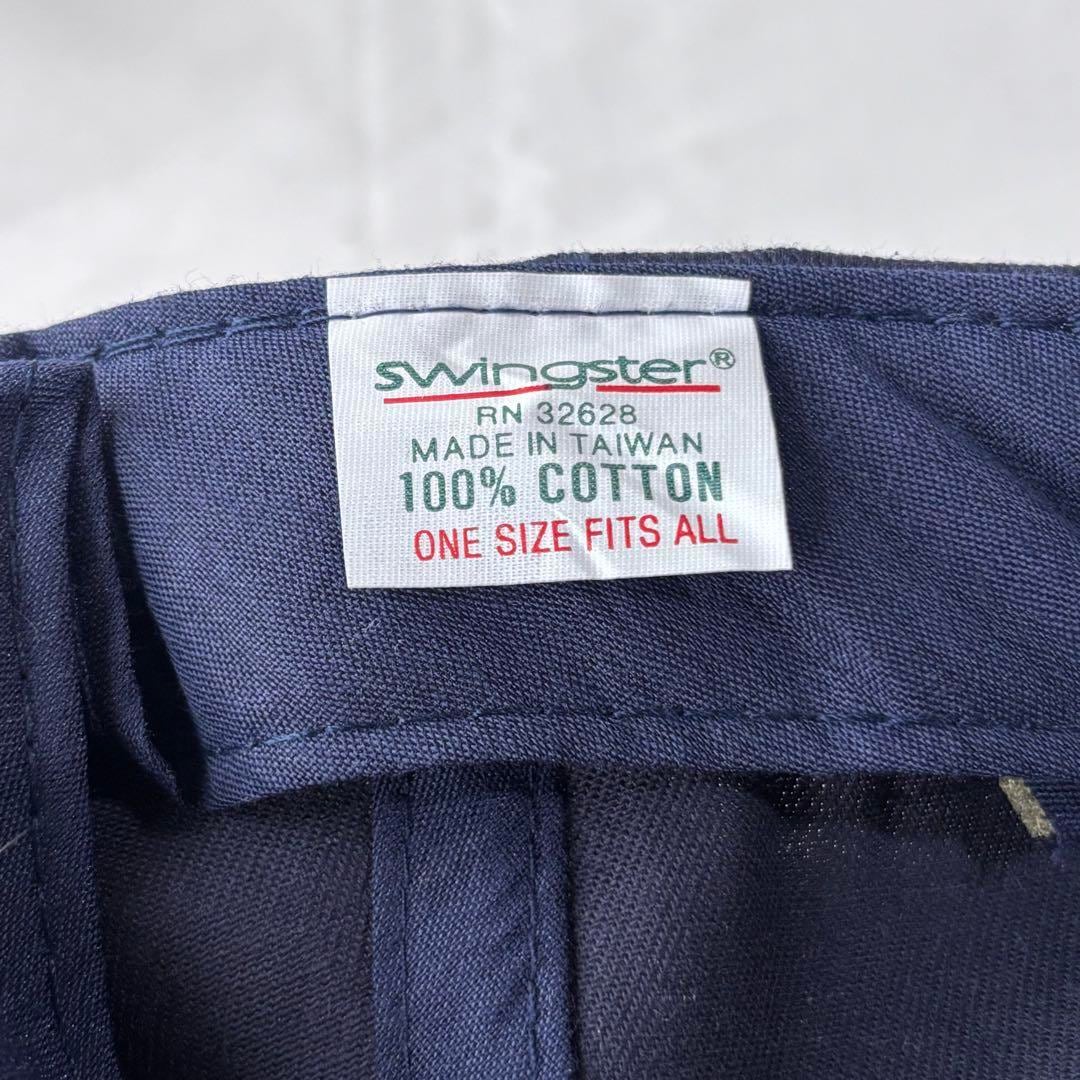 swingster®
RN 32628
MADE IN TAIWAN
100% COTTON
ONE SIZE FITS ALL